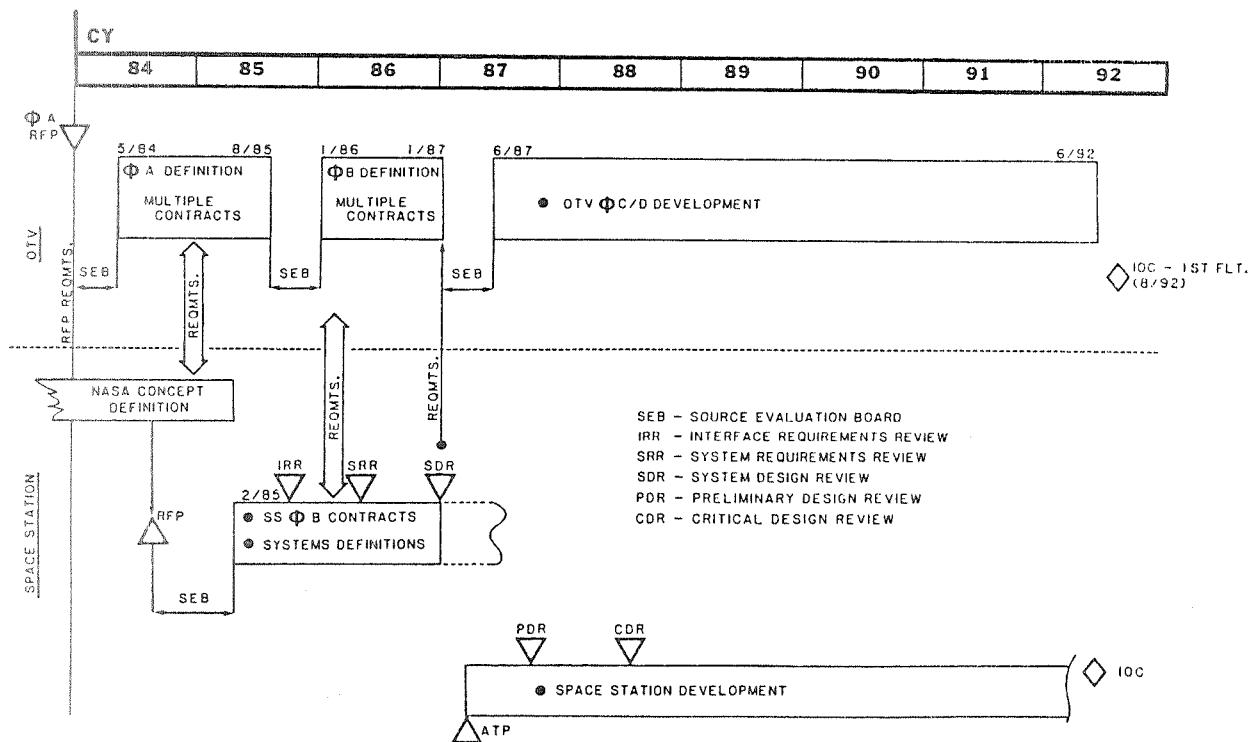 CY
84 85 86 87 88 89 90 91 92
Φ A
RFP
5/84 8/85 1/86 1/87 6/87 6/92
Φ A DEFINITION
MULTIPLE
CONTRACTS
ΦB DEFINITION
MULTIPLE
CONTRACTS
● OTV Φ C/D DEVELOPMENT
OTV
RFP REQMTS.
SEB
REQMTS.
SEB
SEB
IOC - 1ST FLT.
(8/92)
NASA CONCEPT
DEFINITION
REQMTS.
REQMTS.
SEB - SOURCE EVALUATION BOARD
IRR - INTERFACE REQUIREMENTS REVIEW
SRR - SYSTEM REQUIREMENTS REVIEW
SDR - SYSTEM DESIGN REVIEW
PDR - PRELIMINARY DESIGN REVIEW
CDR - CRITICAL DESIGN REVIEW
IRR SRR SDR
2/85
● SS Φ B CONTRACTS
● SYSTEMS DEFINITIONS
RFP
SPACE STATION
SEB
PDR CDR
● SPACE STATION DEVELOPMENT
IOC
ATP